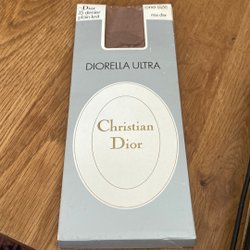 Dior
15 denier
plain knit
one size
DIORELLA ULTRA
Christian
Dior